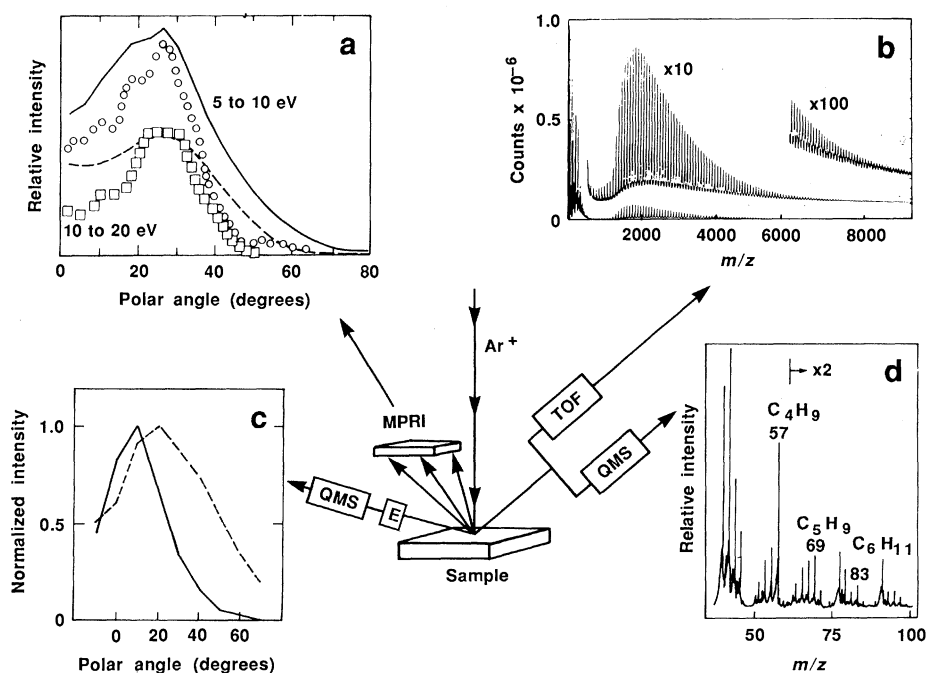 a
Relative intensity
5 to 10 eV
10 to 20 eV
0 20 40 60 80
Polar angle (degrees)
b
Counts x 10⁻⁶
1.0
0.5
0
x10
x100
2000 4000 6000 8000
m/z
c
Normalized intensity
1.0
0.5
0
0 20 40 60
Polar angle (degrees)
Ar⁺
MPRI
QMS
E
TOF
QMS
Sample
d
Relative intensity
x2
C₄H₉
57
C₅H₉
69
C₆H₁₁
83
50 75 100
m/z